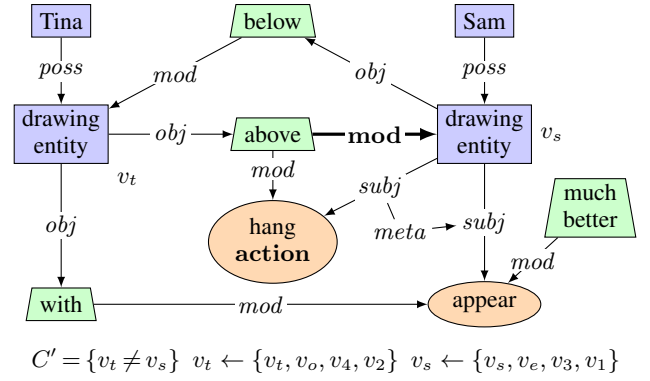 Tina
below
Sam
poss
mod
obj
poss
drawing
entity
obj
above
mod
drawing
entity
v_s
v_t
mod
subj
obj
hang
action
meta
subj
much
better
mod
with
mod
appear
C′ = {v_t ≠ v_s} v_t ← {v_t, v_o, v_4, v_2} v_s ← {v_s, v_e, v_3, v_1}